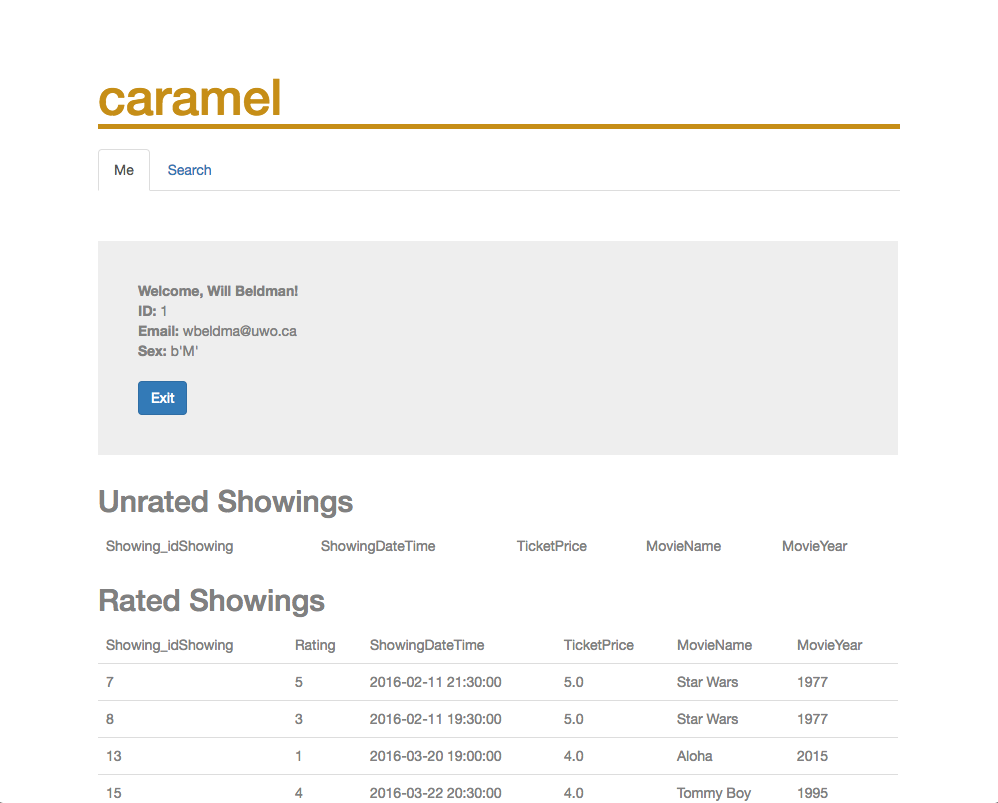 caramel
Me Search
Welcome, Will Beldman!
ID: 1
Email: wbeldma@uwo.ca
Sex: b'M'
Exit
Unrated Showings
Showing_idShowing ShowingDateTime TicketPrice MovieName MovieYear
Rated Showings
Showing_idShowing Rating ShowingDateTime TicketPrice MovieName MovieYear
7 5 2016-02-11 21:30:00 5.0 Star Wars 1977
8 3 2016-02-11 19:30:00 5.0 Star Wars 1977
13 1 2016-03-20 19:00:00 4.0 Aloha 2015
15 4 2016-03-22 20:30:00 4.0 Tommy Boy 1995